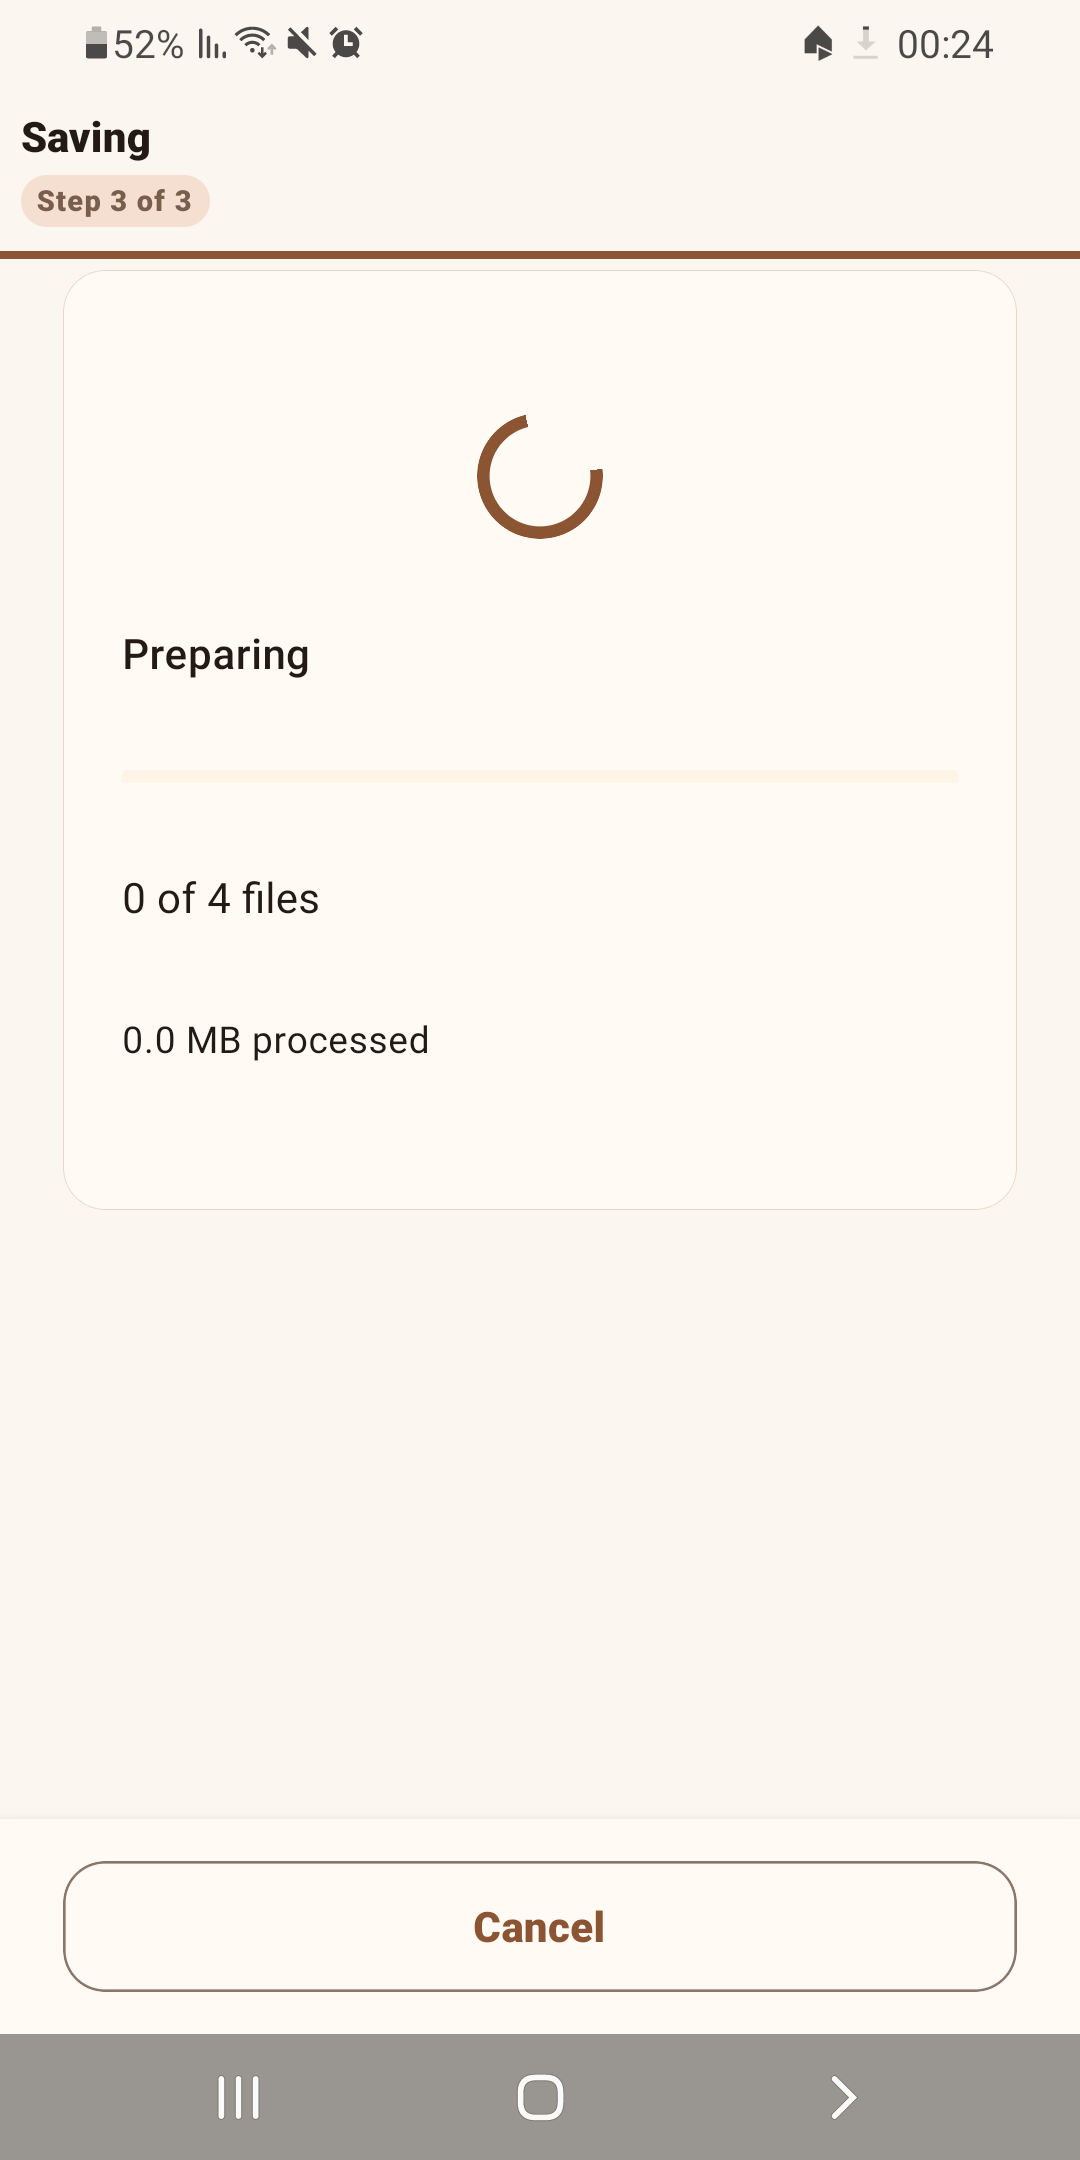 52%
00:24
Saving
Step 3 of 3
Preparing
0 of 4 files
0.0 MB processed
Cancel